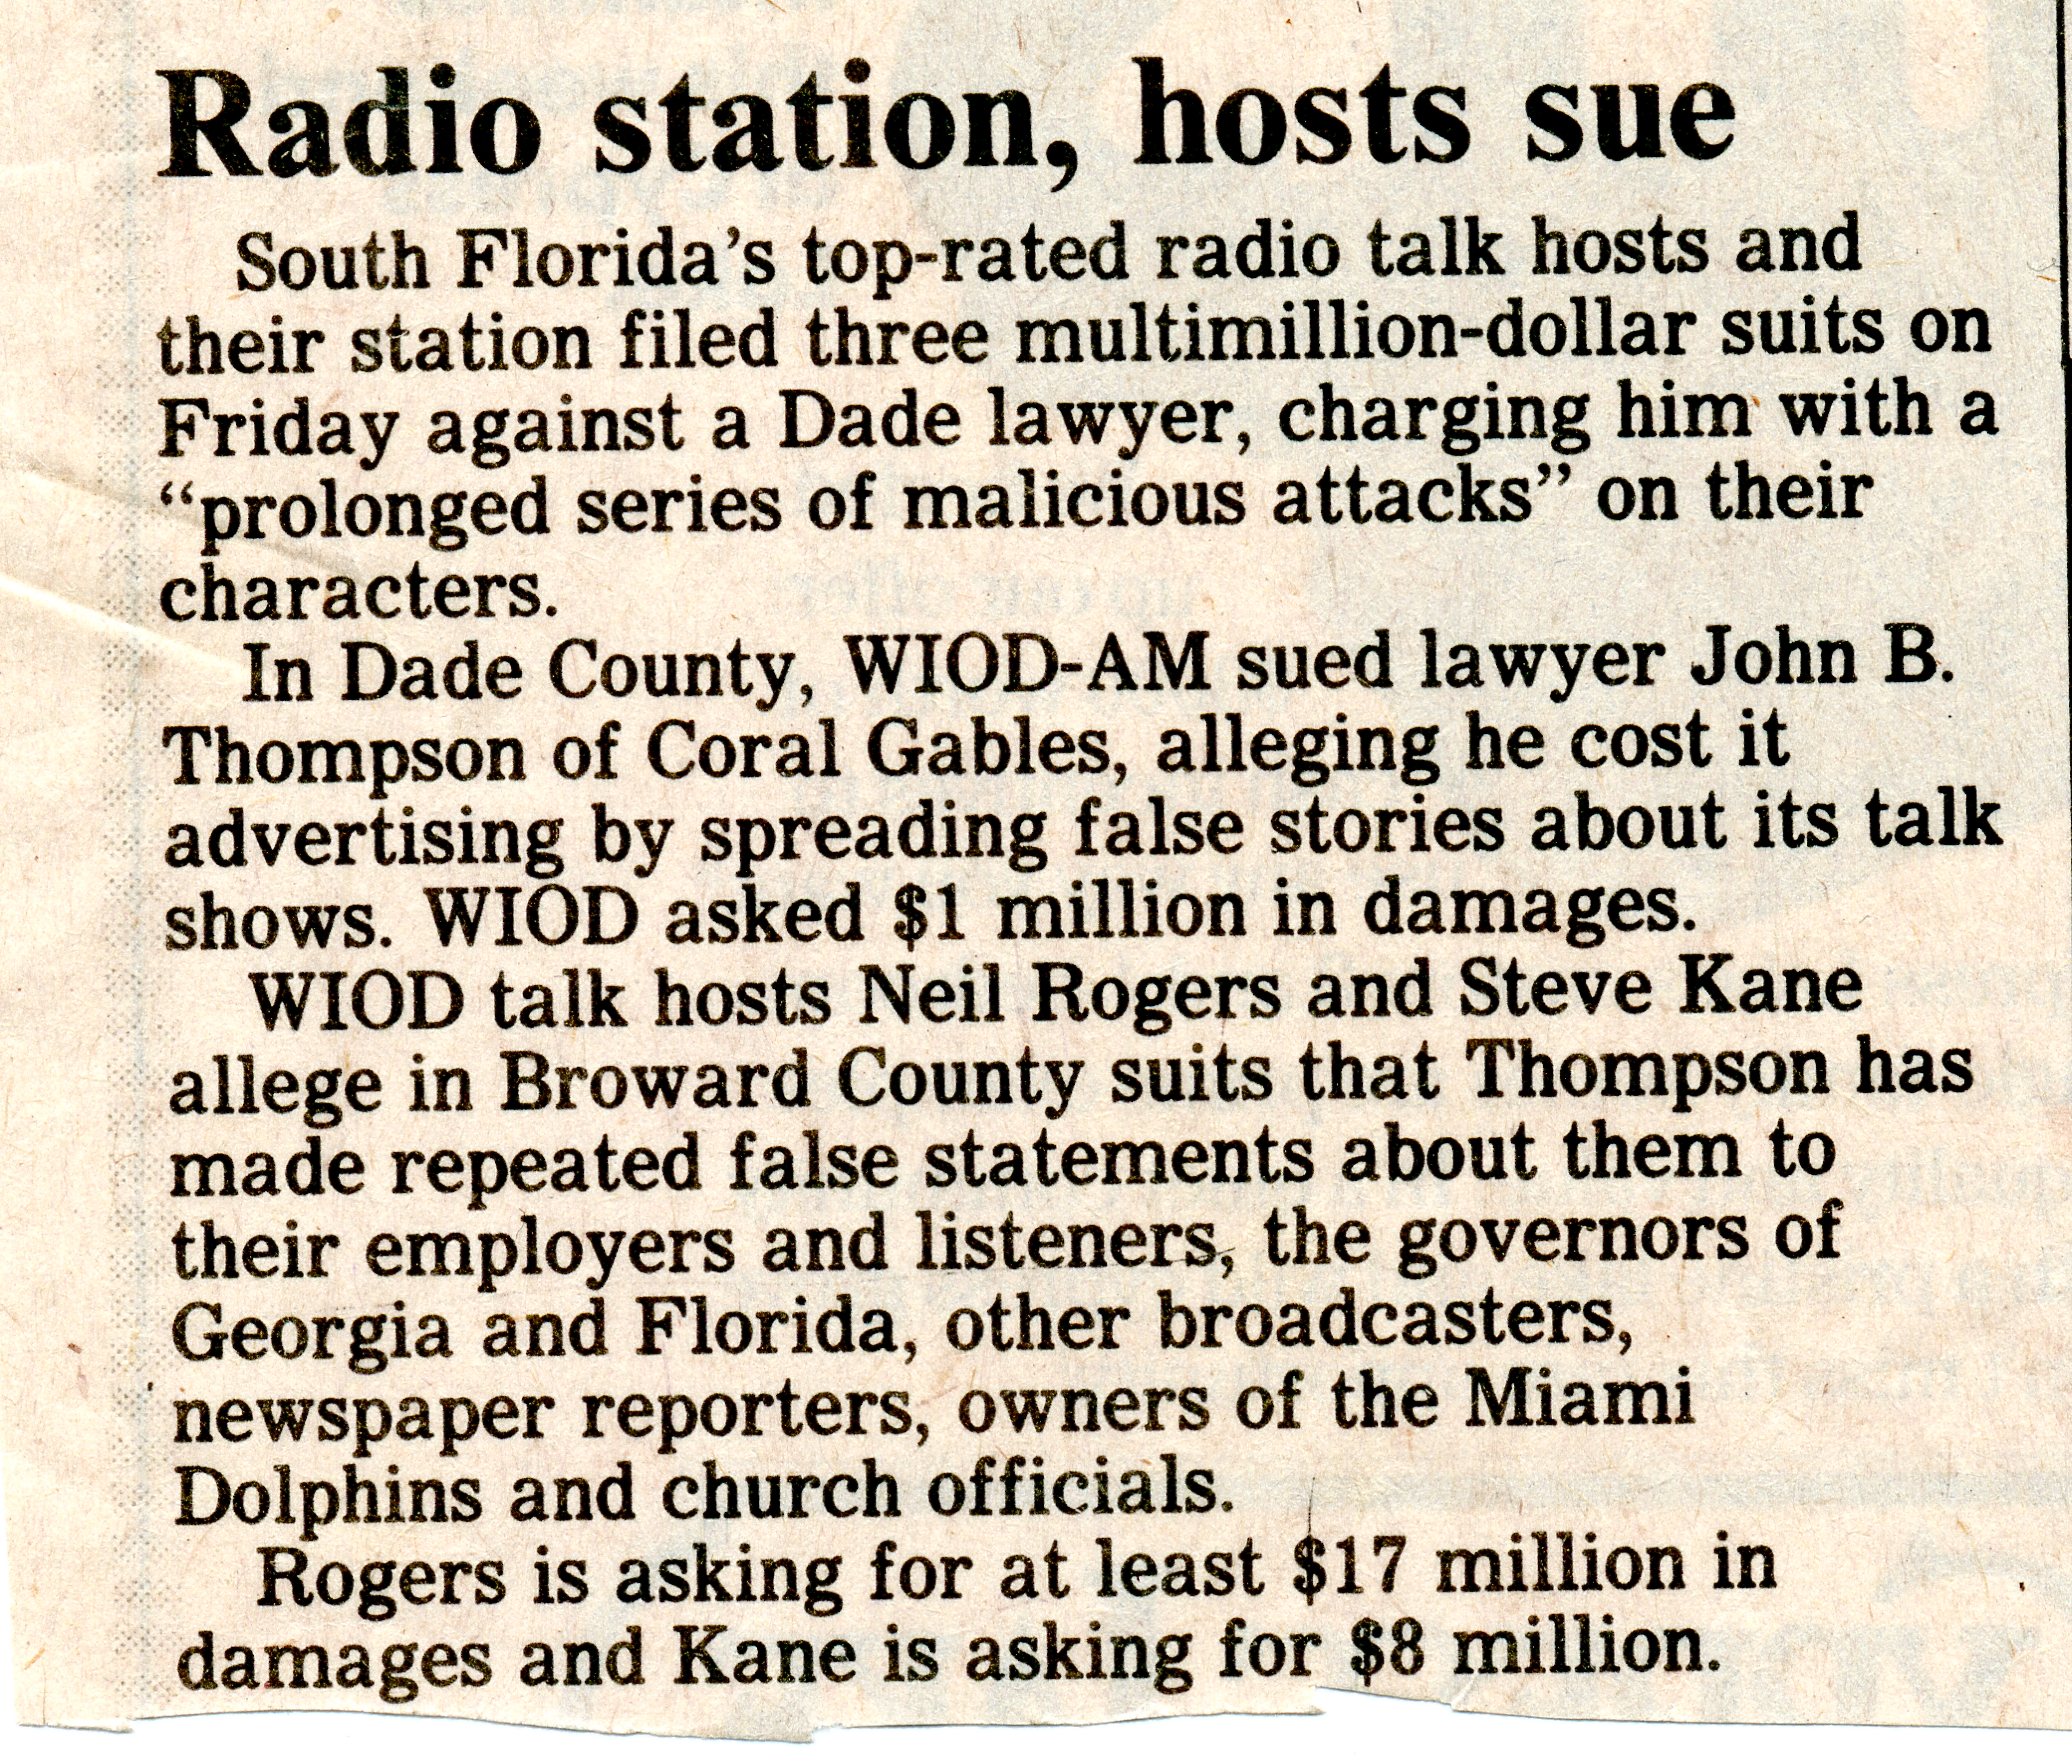 Radio station, hosts sue
South Florida's top-rated radio talk hosts and
their station filed three multimillion-dollar suits on
Friday against a Dade lawyer, charging him with a
“prolonged series of malicious attacks” on their
characters.
In Dade County, WIOD-AM sued lawyer John B.
Thompson of Coral Gables, alleging he cost it
advertising by spreading false stories about its talk
shows. WIOD asked $1 million in damages.
WIOD talk hosts Neil Rogers and Steve Kane
allege in Broward County suits that Thompson has
made repeated false statements about them to
their employers and listeners, the governors of
Georgia and Florida, other broadcasters,
newspaper reporters, owners of the Miami
Dolphins and church officials.
Rogers is asking for at least $17 million in
damages and Kane is asking for $8 million.